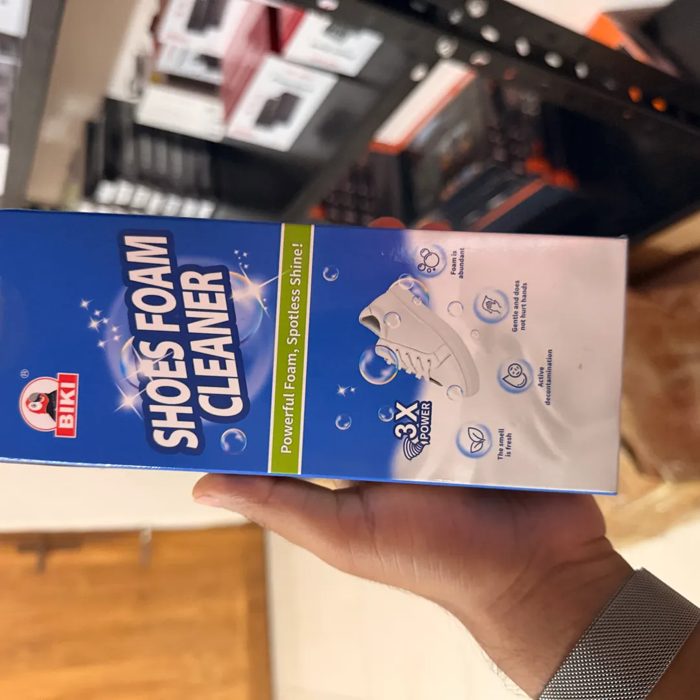 ®
BIKI
SHOES FOAM
CLEANER
Powerful Foam, Spotless Shine!
3X
POWER
Foam is
abundant
Gentle and does
not hurt hands
Active
decontamination
The smell
is fresh